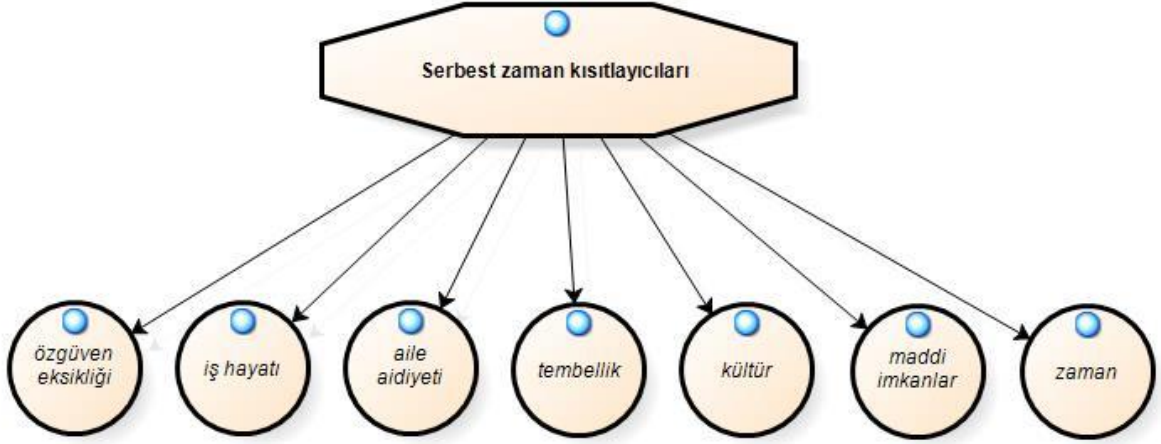 Serbest zaman kısıtlayıcıları
özgüven
eksikliği
iş hayatı
aile
aidiyeti
tembellik
kültür
maddi
imkanlar
zaman